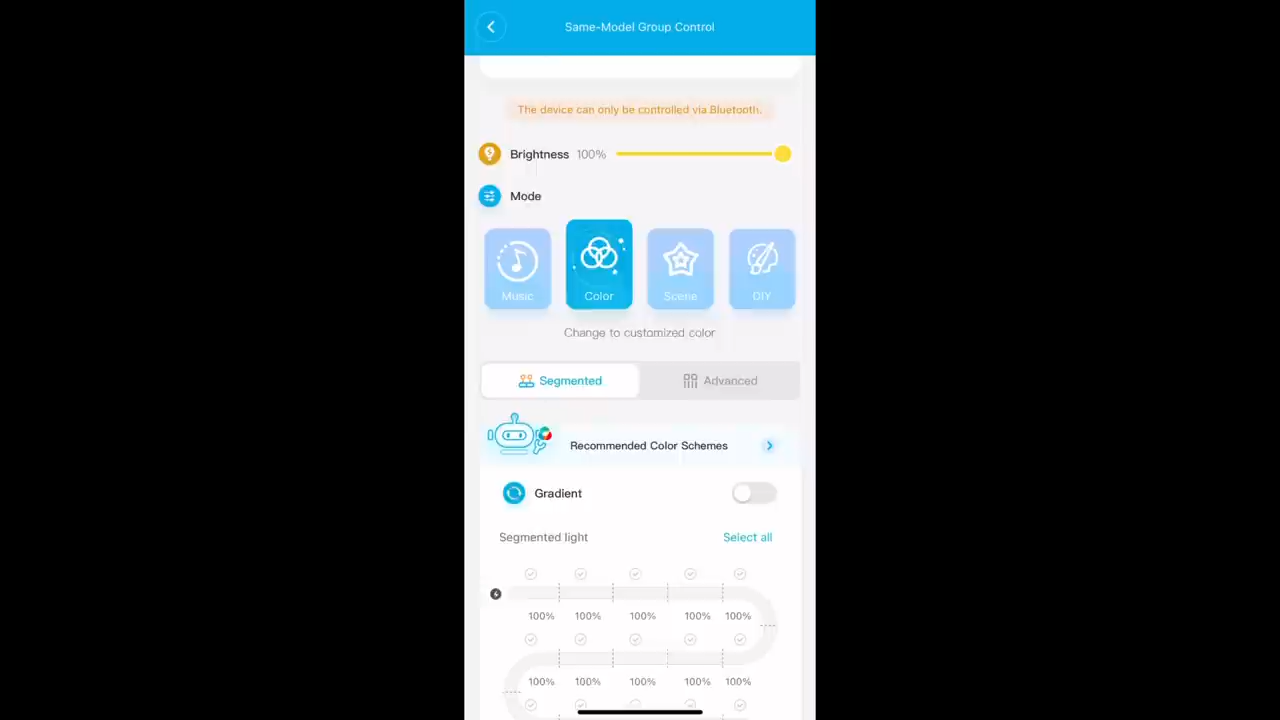 Same-Model Group Control
The device can only be controlled via Bluetooth.
Brightness 100%
Mode
Music Color Scene DIY
Change to customized color
Segmented Advanced
Recommended Color Schemes
Gradient
Segmented light Select all
100% 100% 100% 100% 100%
100% 100% 100% 100% 100%